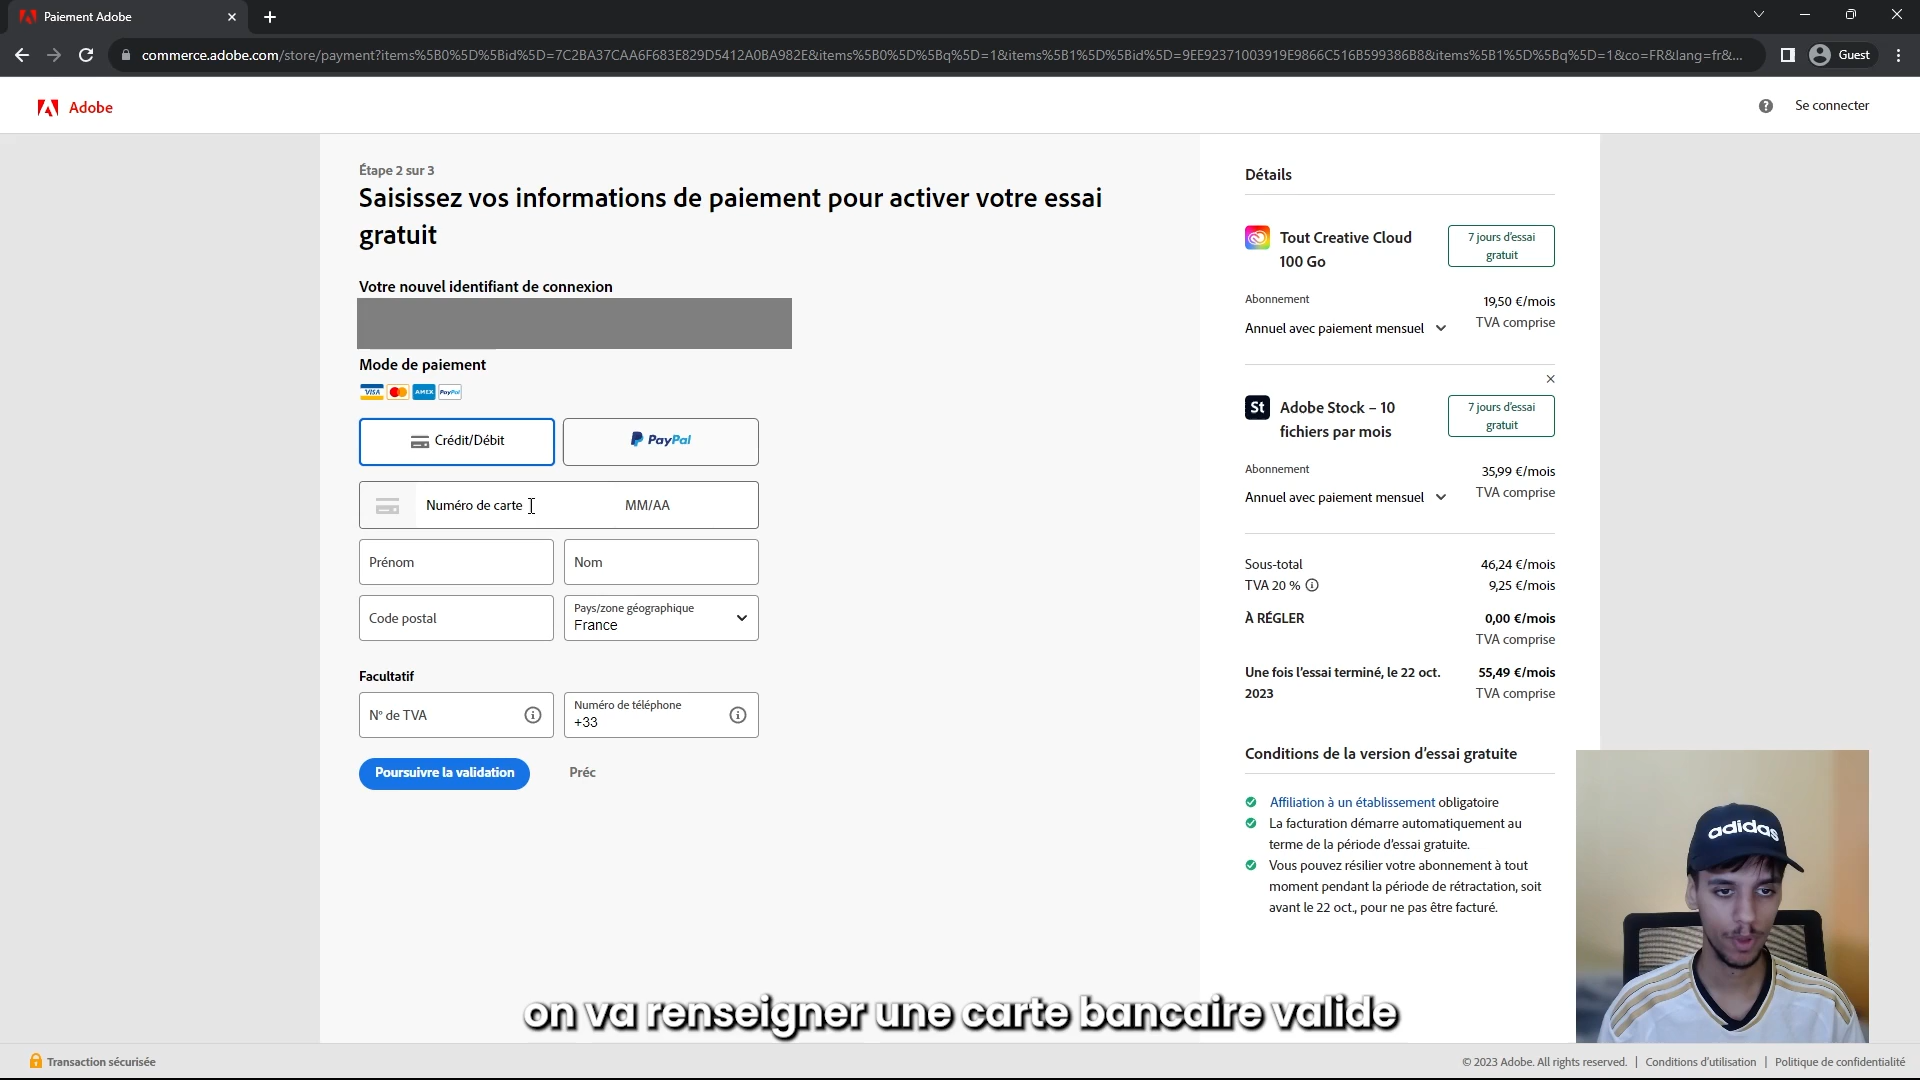 Paiement Adobe
commerce.adobe.com/store/payment?items%5B0%5D%5Bid%5D=7C2BA37CAA6F683E829D5412A0BA982E&items%5B0%5D%5Bq%5D=1&items%5B1%5D%5Bid%5D=9EE92371003919E9866C516B599386B8&items%5B1%5D%5Bq%5D=1&co=FR&lang=fr&...
Guest
Adobe
Se connecter
Étape 2 sur 3
Saisissez vos informations de paiement pour activer votre essai
gratuit
Votre nouvel identifiant de connexion
Mode de paiement
VISA AMEX PayPal
Crédit/Débit
PayPal
Numéro de carte
MM/AA
Prénom
Nom
Code postal
Pays/zone géographique
France
Facultatif
N° de TVA
Numéro de téléphone
+33
Poursuivre la validation
Préc
Détails
Tout Creative Cloud
100 Go
7 jours d'essai
gratuit
Abonnement
19,50 €/mois
Annuel avec paiement mensuel
TVA comprise
St
Adobe Stock – 10
fichiers par mois
7 jours d'essai
gratuit
Abonnement
35,99 €/mois
Annuel avec paiement mensuel
TVA comprise
Sous-total
46,24 €/mois
TVA 20 %
9,25 €/mois
À RÉGLER
0,00 €/mois
TVA comprise
Une fois l'essai terminé, le 22 oct.
2023
55,49 €/mois
TVA comprise
Conditions de la version d'essai gratuite
Affiliation à un établissement obligatoire
La facturation démarre automatiquement au
terme de la période d'essai gratuite.
Vous pouvez résilier votre abonnement à tout
moment pendant la période de rétractation, soit
avant le 22 oct., pour ne pas être facturé.
adidas
on va renseigner une carte bancaire valide
Transaction sécurisée
© 2023 Adobe. All rights reserved. | Conditions d'utilisation | Politique de confidentialité